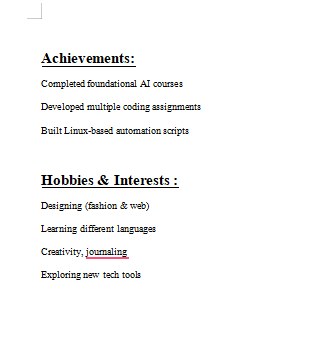 Achievements:
Completed foundational AI courses
Developed multiple coding assignments
Built Linux-based automation scripts
Hobbies & Interests :
Designing (fashion & web)
Learning different languages
Creativity, journaling
Exploring new tech tools